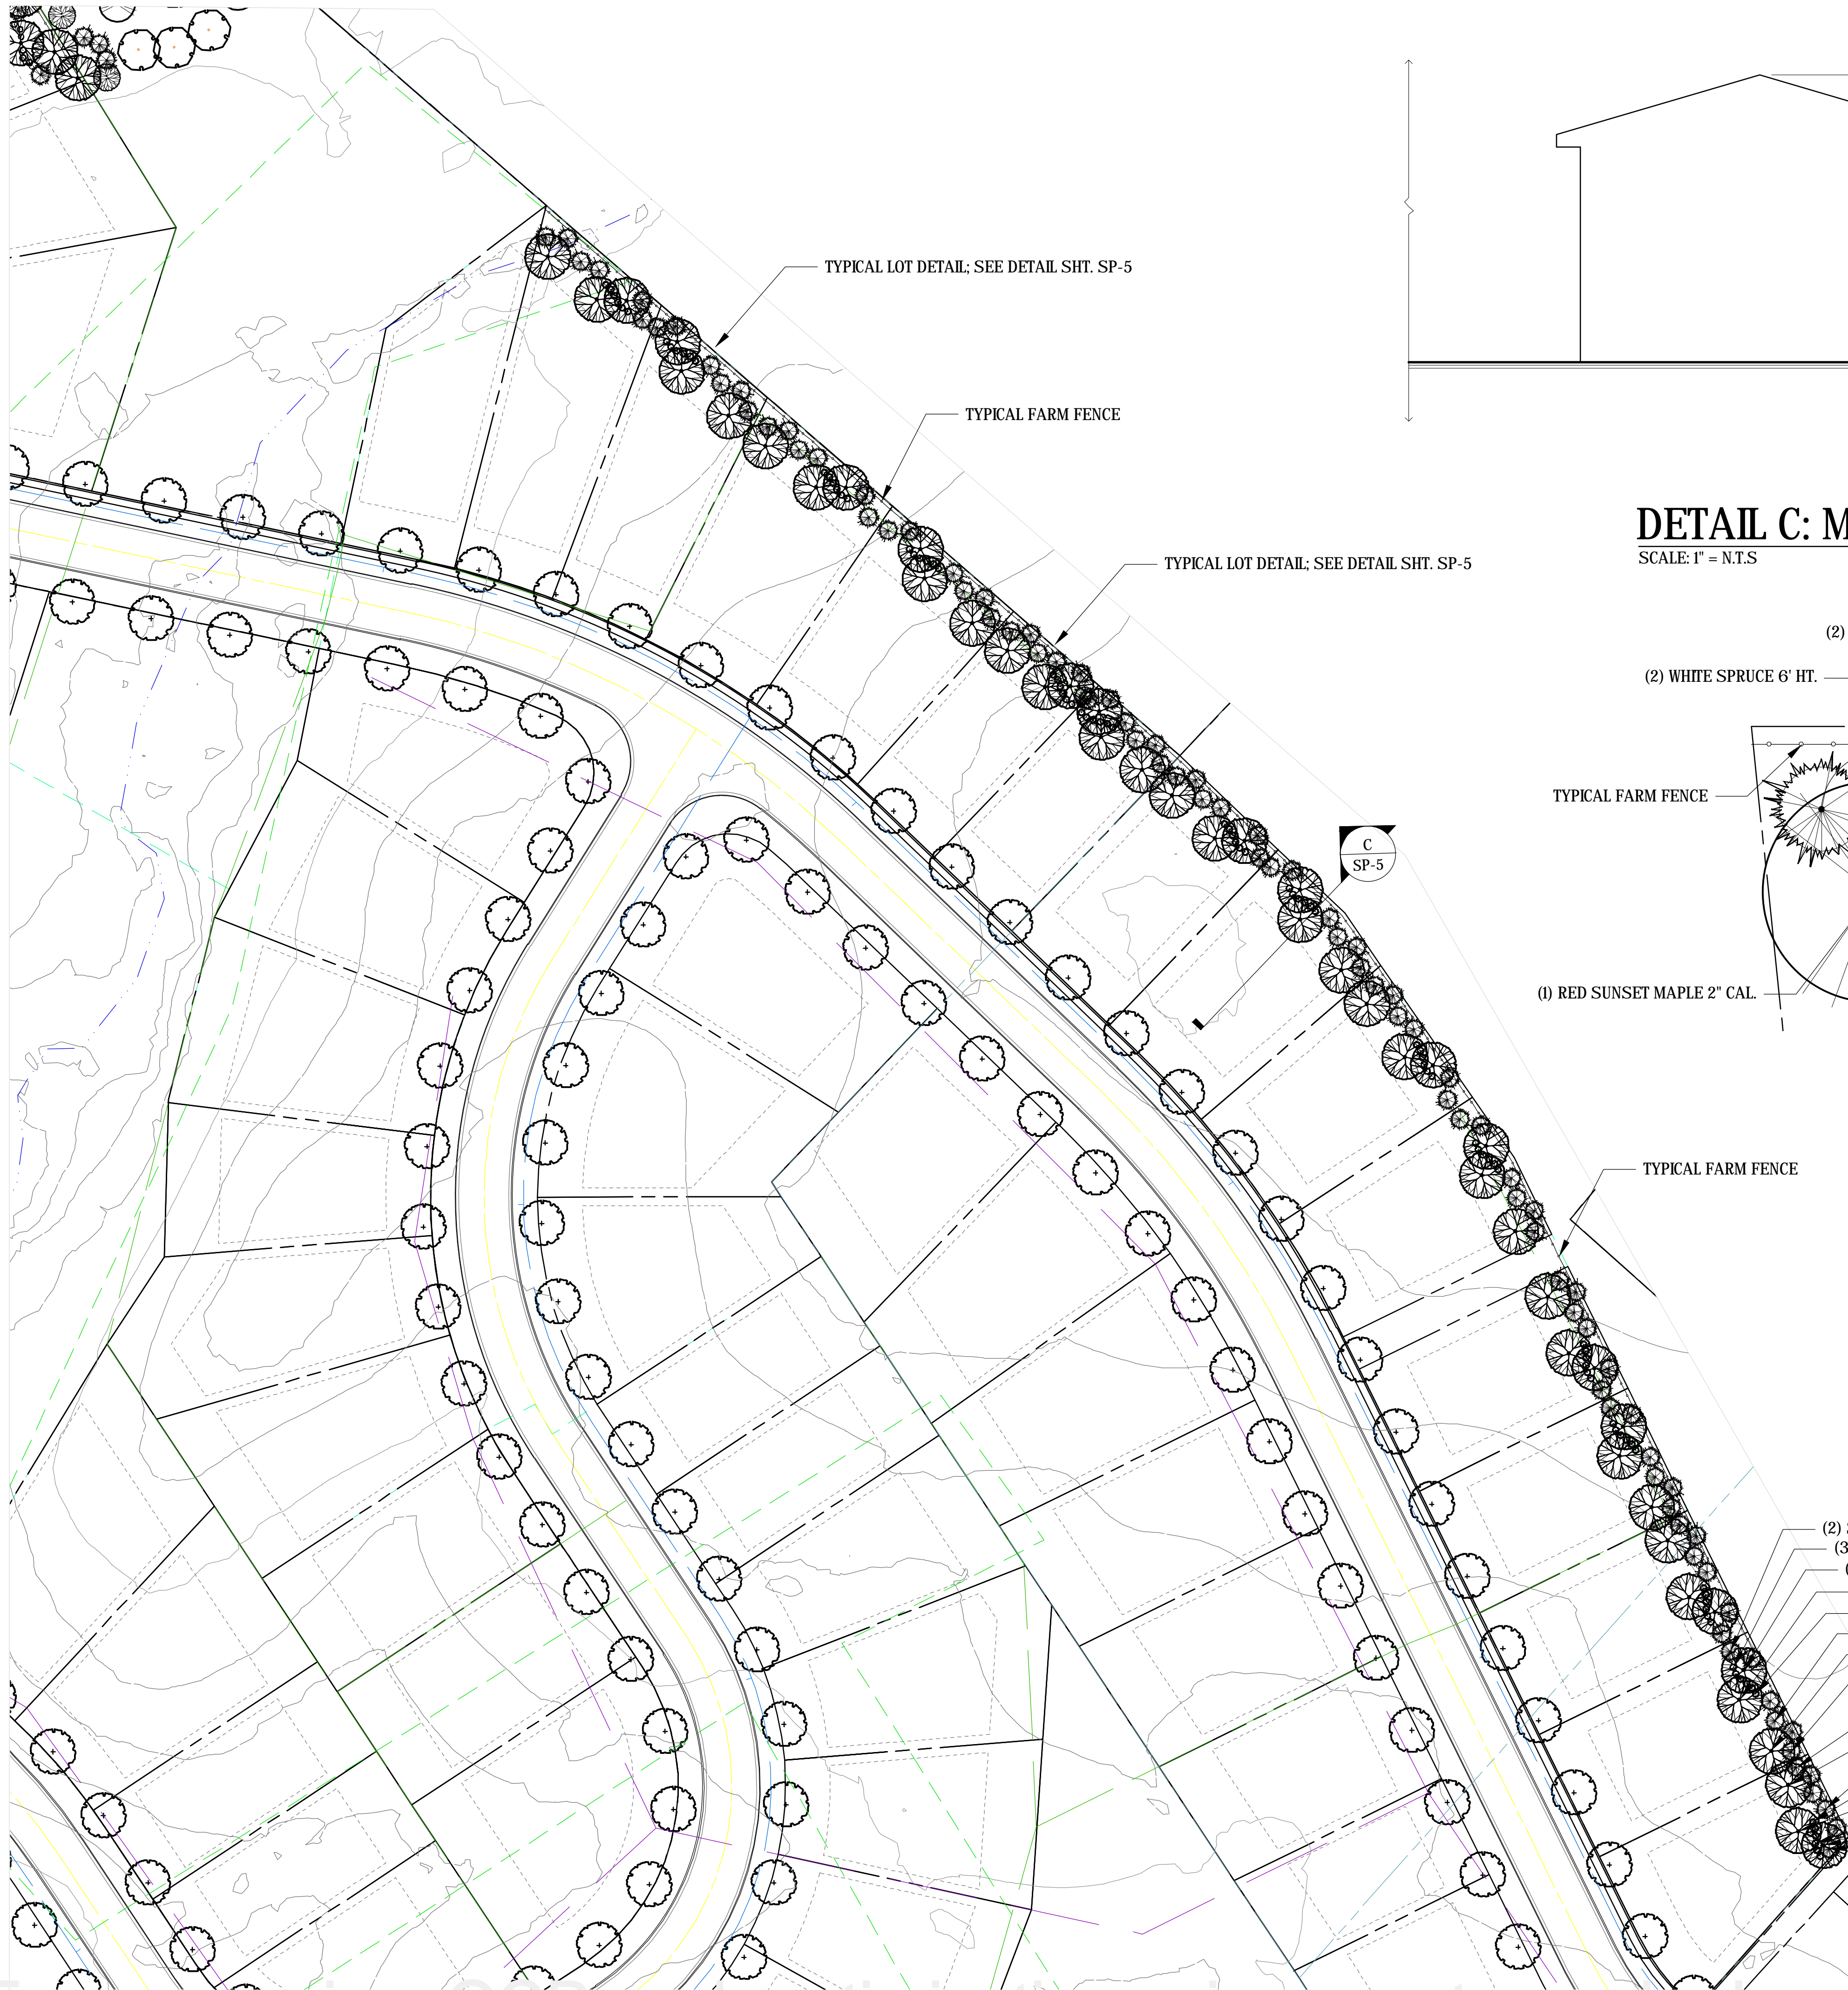 TYPICAL LOT DETAIL; SEE DETAIL SHT. SP-5
TYPICAL FARM FENCE
TYPICAL LOT DETAIL; SEE DETAIL SHT. SP-5
DETAIL C: M
SCALE: 1" = N.T.S
(2)
(2) WHITE SPRUCE 6' HT.
TYPICAL FARM FENCE
C
SP-5
(1) RED SUNSET MAPLE 2" CAL.
TYPICAL FARM FENCE
(2)
(3
(